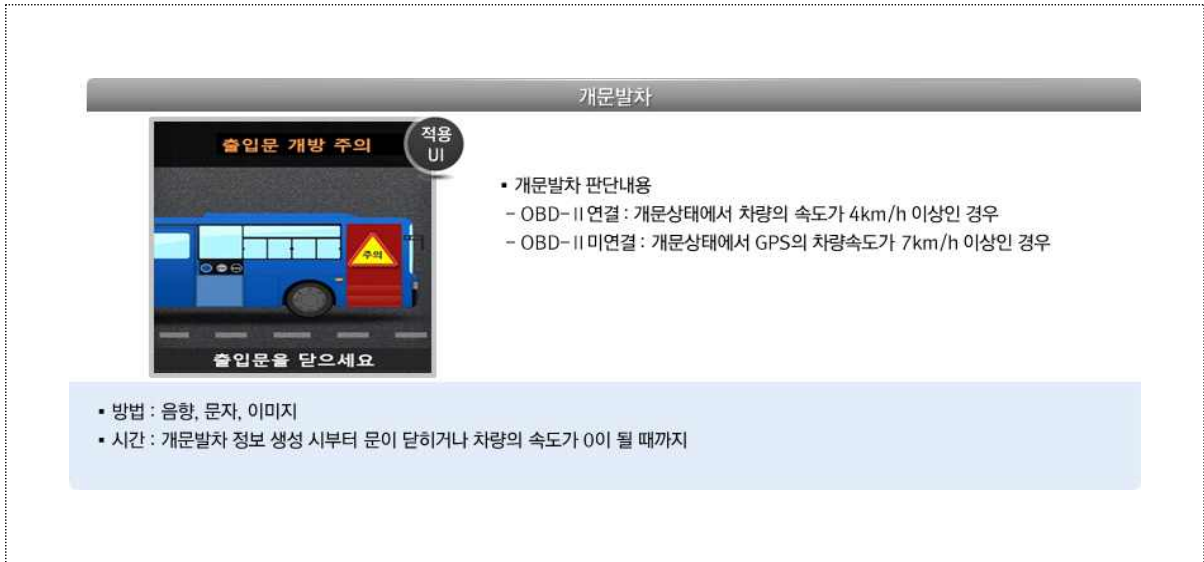 개문발차
출입문 개방 주의
적용
UI
주의
출입문을 닫으세요
▪ 개문발차 판단내용
- OBD-Ⅱ연결 : 개문상태에서 차량의 속도가 4km/h 이상인 경우
- OBD-Ⅱ미연결 : 개문상태에서 GPS의 차량속도가 7km/h 이상인 경우
▪ 방법 : 음향, 문자, 이미지
▪ 시간 : 개문발차 정보 생성 시부터 문이 닫히거나 차량의 속도가 0이 될 때까지